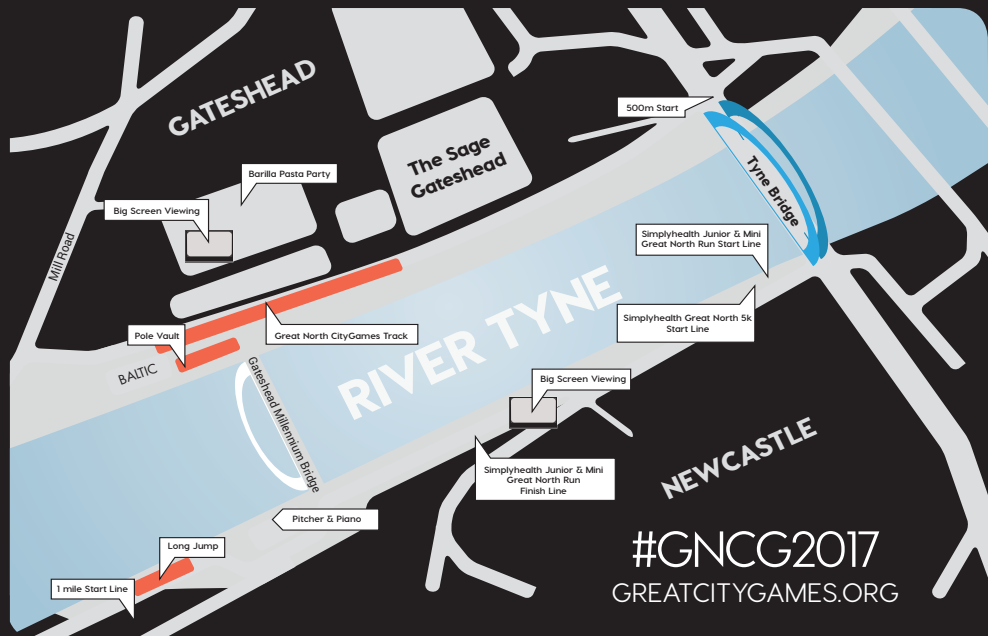 GATESHEAD
500m Start
The Sage
Gateshead
Barilla Pasta Party
Tyne Bridge
Big Screen Viewing
Mill Road
Simplyhealth Junior & Mini
Great North Run Start Line
RIVER TYNE
Simplyhealth Great North 5k
Start Line
Pole Vault
Great North CityGames Track
BALTIC
Gateshead Millennium Bridge
Big Screen Viewing
NEWCASTLE
Simplyhealth Junior & Mini
Great North Run
Finish Line
Pitcher & Piano
Long Jump
1 mile Start Line
#GNCG2017
GREATCITYGAMES.ORG